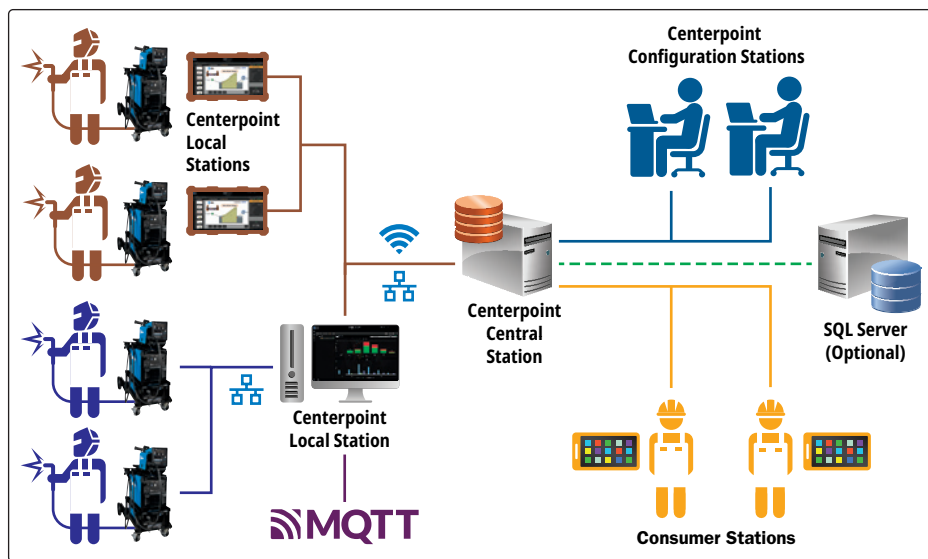 Centerpoint
Configuration Stations
Centerpoint
Local
Stations
Centerpoint
Central
Station
SQL Server
(Optional)
Centerpoint
Local Station
MQTT
Consumer Stations